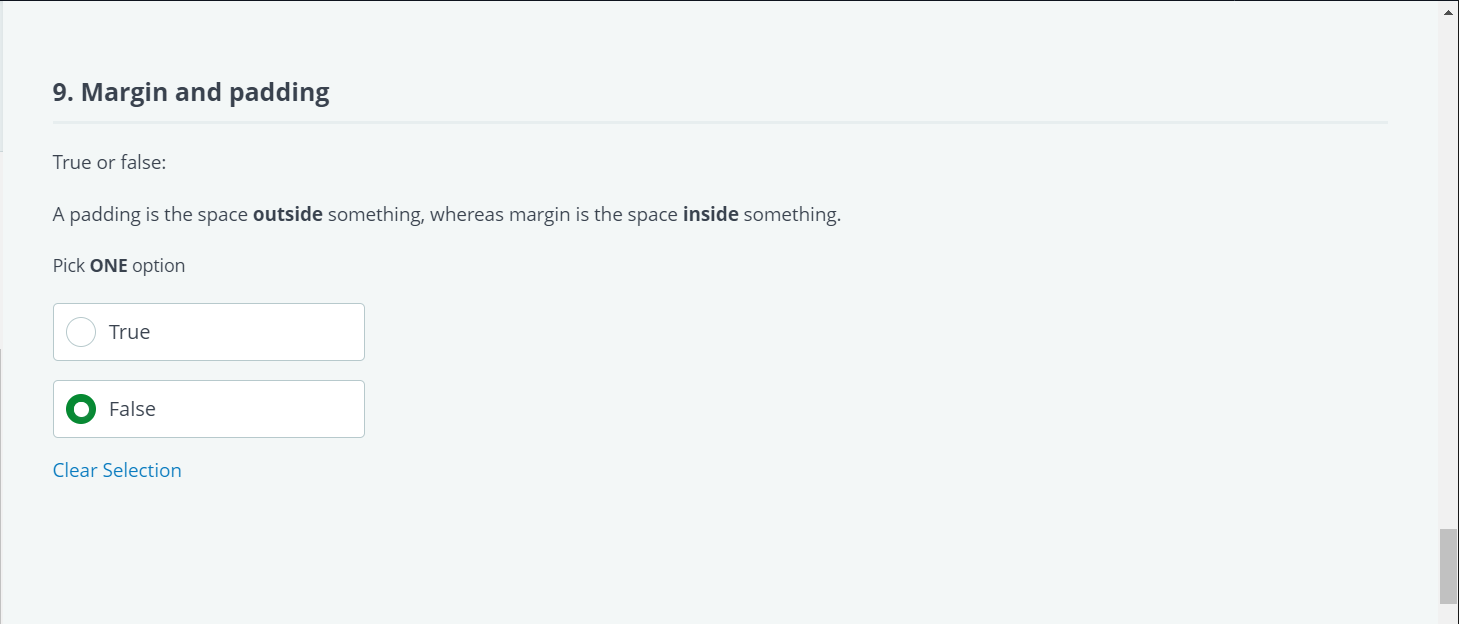 9. Margin and padding
True or false:
A padding is the space outside something, whereas margin is the space inside something.
Pick ONE option
True
False
Clear Selection